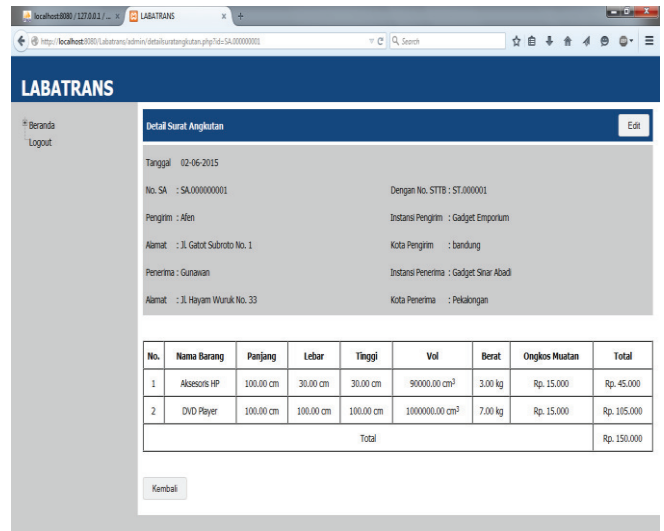 localhost:8080 / 127.0.0.1 / ... x LABATRANS x +
http://localhost:8080/Labatrans/admin/detailsuratangkutan.php?id=SA.000000001 Search
LABATRANS
Beranda
Logout
Detail Surat Angkutan Edit
Tanggal 02-06-2015
No. SA : SA.000000001 Dengan No. STTB : ST.000001
Pengirim : Afen Instansi Pengirim : Gadget Emporium
Alamat : Jl. Gatot Subroto No. 1 Kota Pengirim : bandung
Penerima : Gunawan Instansi Penerima : Gadget Sinar Abadi
Alamat : Jl. Hayam Wuruk No. 33 Kota Penerima : Pekalongan
No. Nama Barang Panjang Lebar Tinggi Vol Berat Ongkos Muatan Total
1 Aksesoris HP 100.00 cm 30.00 cm 30.00 cm 90000.00 cm³ 3.00 kg Rp. 15.000 Rp. 45.000
2 DVD Player 100.00 cm 100.00 cm 100.00 cm 1000000.00 cm³ 7.00 kg Rp. 15.000 Rp. 105.000
Total Rp. 150.000
Kembali